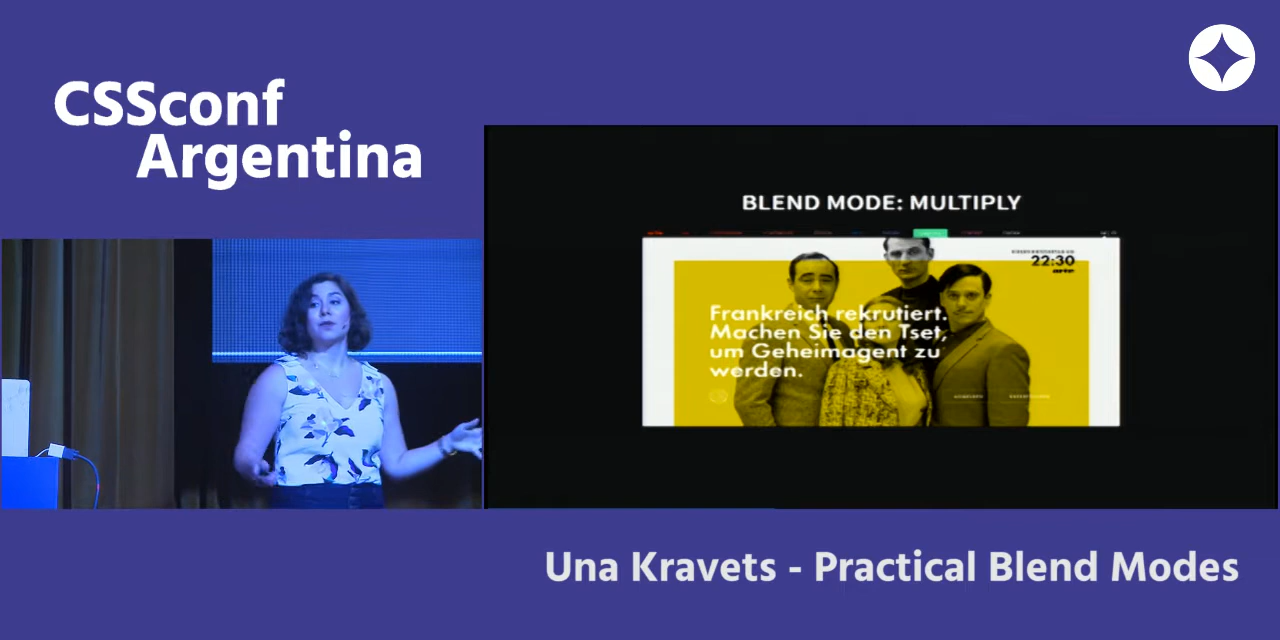 CSSconf
Argentina
BLEND MODE: MULTIPLY
22:30
arte
Frankreich rekrutiert.
Machen Sie den Tset,
um Geheimagent zu
werden.
Una Kravets - Practical Blend Modes